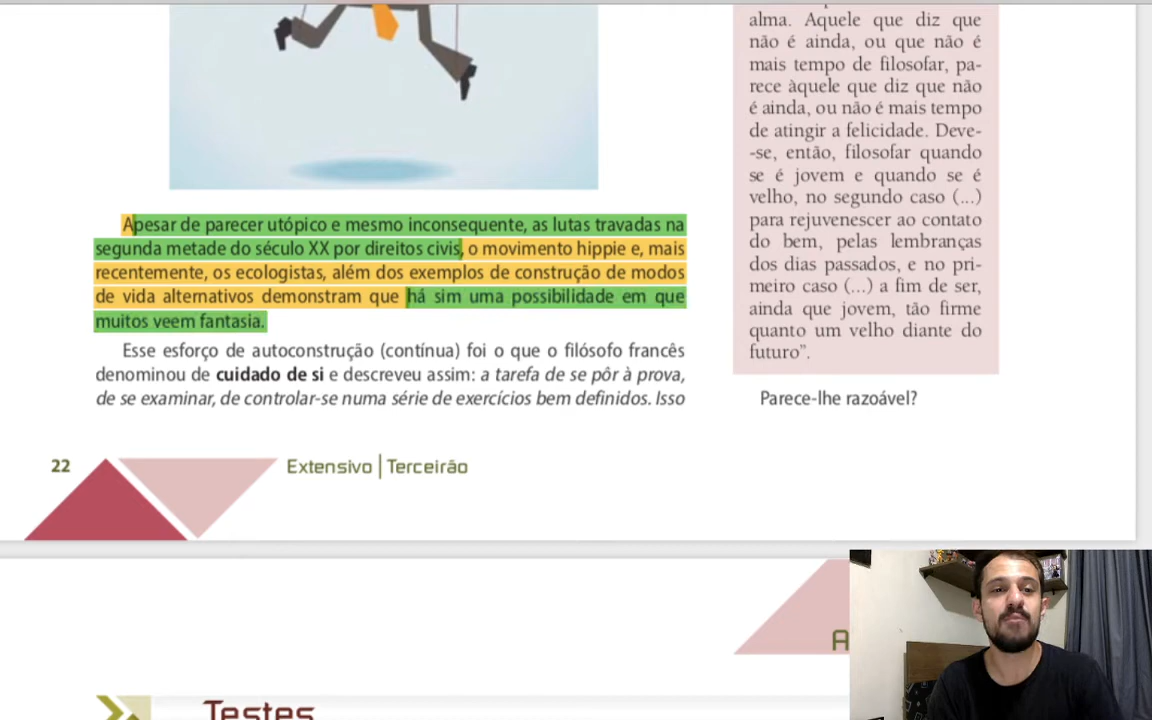 Apesar de parecer utópico e mesmo inconsequente, as lutas travadas na
segunda metade do século XX por direitos civis, o movimento hippie e, mais
recentemente, os ecologistas, além dos exemplos de construção de modos
de vida alternativos demonstram que há sim uma possibilidade em que
muitos veem fantasia.
Esse esforço de autoconstrução (contínua) foi o que o filósofo francês
denominou de cuidado de si e descreveu assim: a tarefa de se pôr à prova,
de se examinar, de controlar-se numa série de exercícios bem definidos. Isso
alma. Aquele que diz que
não é ainda, ou que não é
mais tempo de filosofar, pa-
rece àquele que diz que não
é ainda, ou não é mais tempo
de atingir a felicidade. Deve-
-se, então, filosofar quando
se é jovem e quando se é
velho, no segundo caso (...)
para rejuvenescer ao contato
do bem, pelas lembranças
dos dias passados, e no pri-
meiro caso (...) a fim de ser,
ainda que jovem, tão firme
quanto um velho diante do
futuro”.
Parece-lhe razoável?
22
Extensivo | Terceirão
Testes